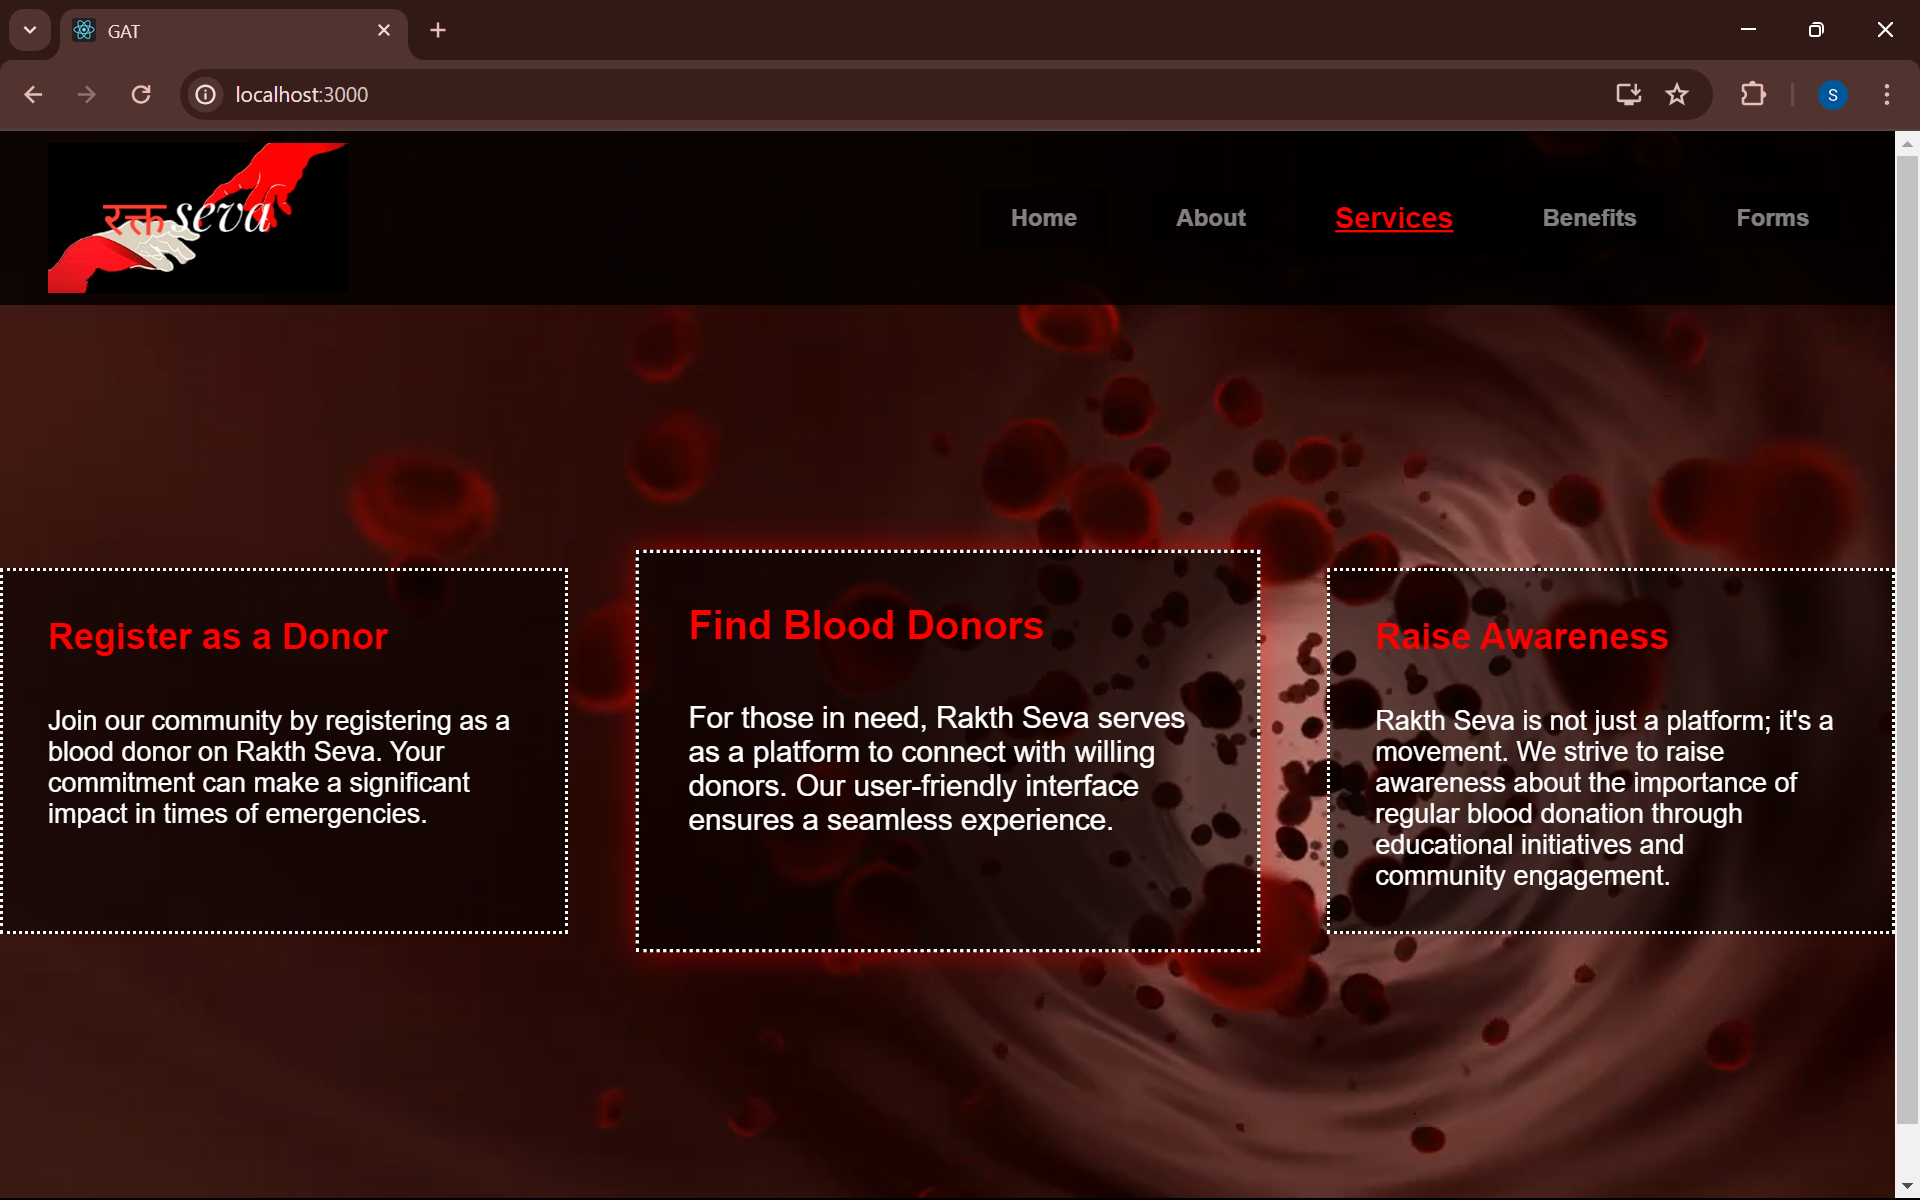 GAT
localhost:3000
S
रक्त seva
Home About Services Benefits Forms
Register as a Donor
Join our community by registering as a
blood donor on Rakth Seva. Your
commitment can make a significant
impact in times of emergencies.
Find Blood Donors
For those in need, Rakth Seva serves
as a platform to connect with willing
donors. Our user-friendly interface
ensures a seamless experience.
Raise Awareness
Rakth Seva is not just a platform; it's a
movement. We strive to raise
awareness about the importance of
regular blood donation through
educational initiatives and
community engagement.